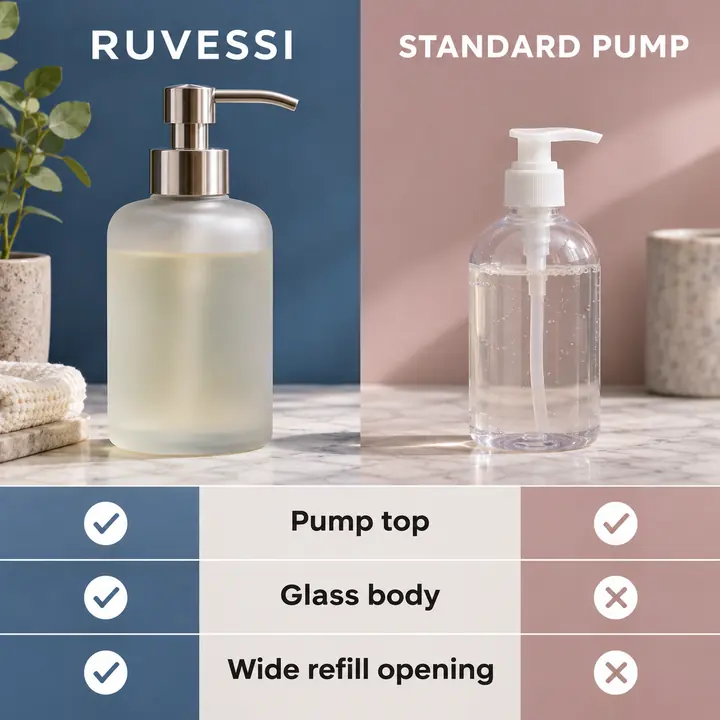 RUVESSI
STANDARD PUMP
Pump top
Glass body
Wide refill opening